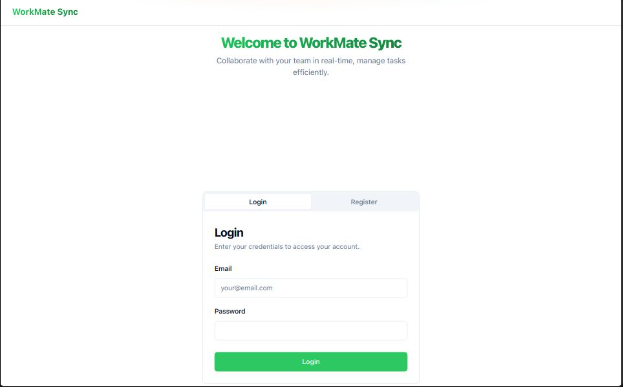 WorkMate Sync
Welcome to WorkMate Sync
Collaborate with your team in real-time, manage tasks
efficiently.
Login
Register
Login
Enter your credentials to access your account.
Email
your@email.com
Password
Login